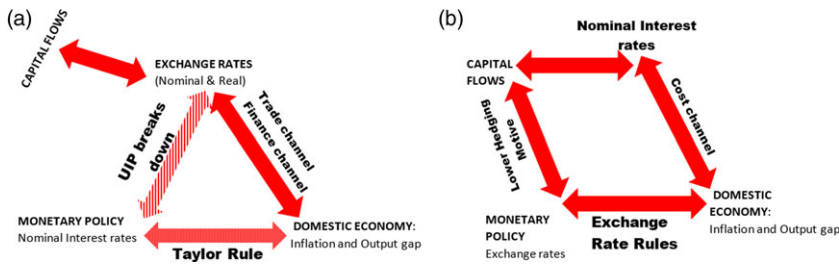 (a)
CAPITAL FLOWS
EXCHANGE RATES
(Nominal & Real)
UIP breaks
down
Trade channel
Finance channel
MONETARY POLICY
Nominal Interest rates
Taylor Rule
DOMESTIC ECONOMY:
Inflation and Output gap
(b)
Nominal Interest
rates
CAPITAL
FLOWS
Cost channel
Lower Hedging
Motive
MONETARY
POLICY
Exchange rates
Exchange
Rate Rules
DOMESTIC
ECONOMY:
Inflation and Output gap